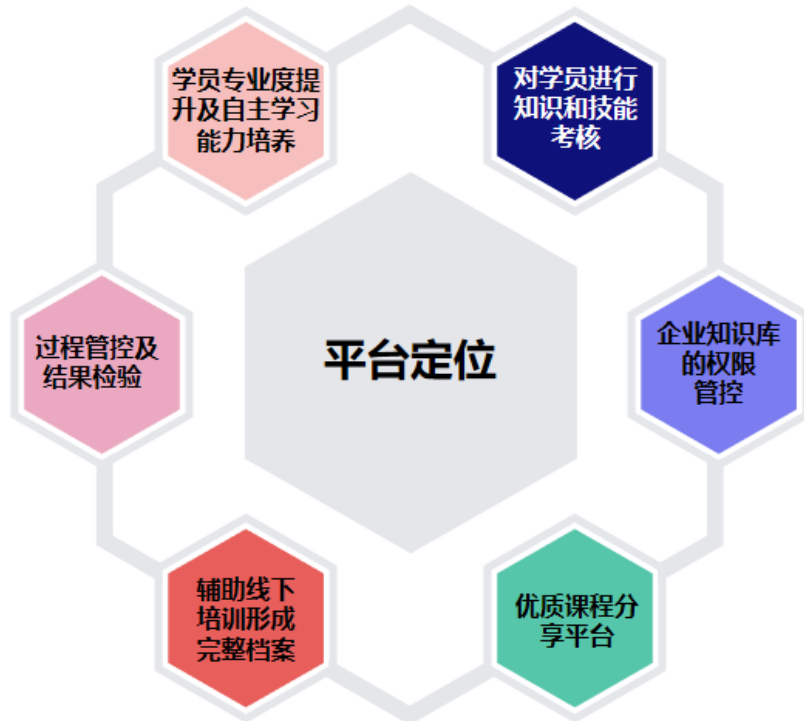 学员专业度提
升及自主学习
能力培养
对学员进行
知识和技能
考核
过程管控及
结果检验
平台定位
企业知识库
的权限
管控
辅助线下
培训形成
完整档案
优质课程分
享平台